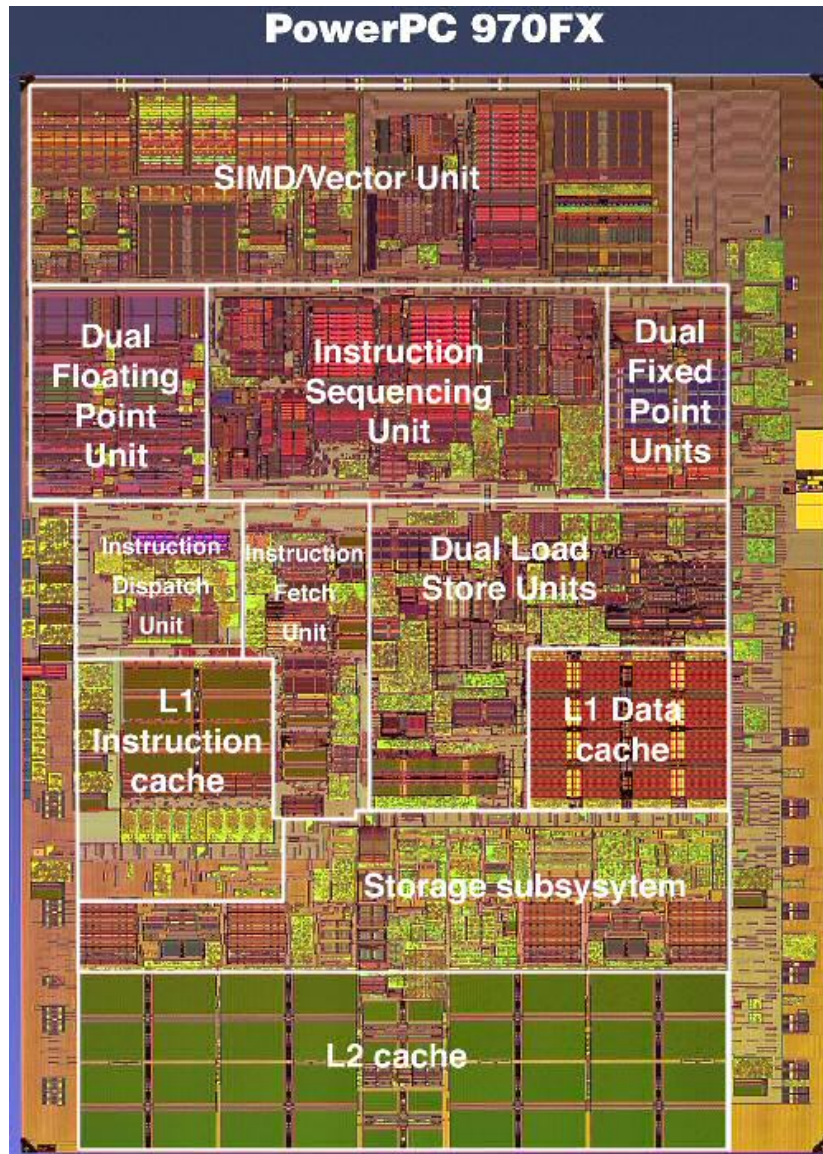 PowerPC 970FX
SIMD/Vector Unit
Dual
Floating
Point
Unit
Instruction
Sequencing
Unit
Dual
Fixed
Point
Units
Instruction
Dispatch
Unit
Instruction
Fetch
Unit
Dual Load
Store Units
L1
Instruction
cache
L1 Data
cache
Storage subsysytem
L2 cache